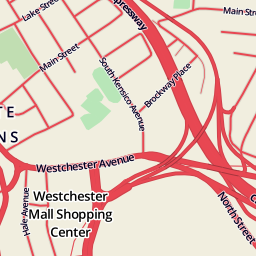 Lake Street
pressway
Main Street
Main Street
South Kensico Avenue
Brockway Place
T E
N S
Westchester Avenue
Hale Avenue
Westchester
Mall Shopping
Center
North Street